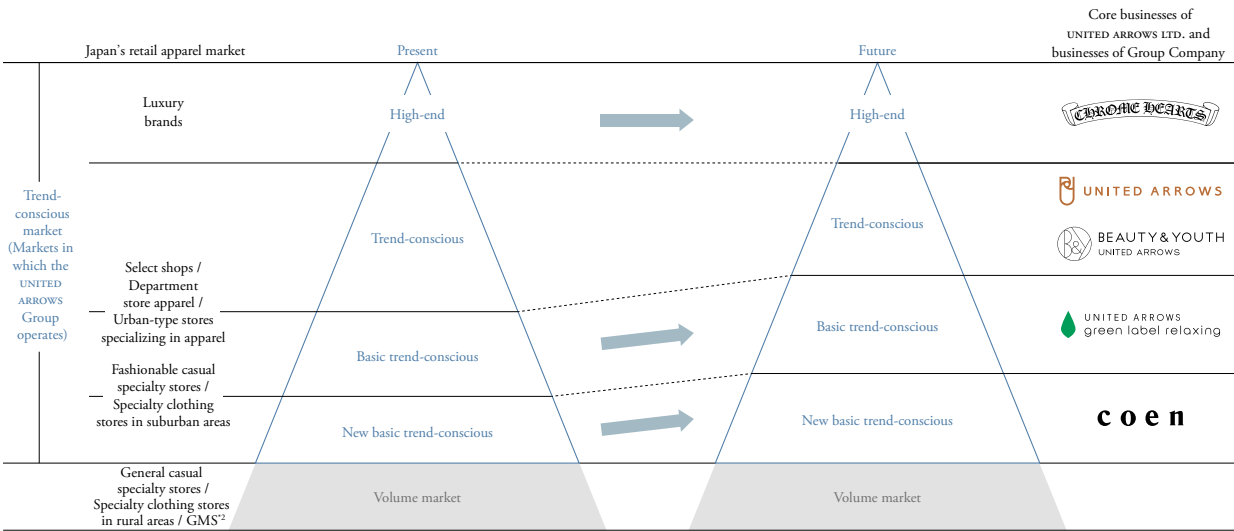 Japan's retail apparel market
Present
Future
Core businesses of
UNITED ARROWS LTD. and
businesses of Group Company
Trend-
conscious
market
(Markets in
which the
UNITED
ARROWS
Group
operates)
Luxury
brands
High-end
High-end
CHROME HEARTS
Trend-conscious
Trend-conscious
UNITED ARROWS
B&Y
BEAUTY&YOUTH
UNITED ARROWS
Select shops /
Department
store apparel /
Urban-type stores
specializing in apparel
Basic trend-conscious
Basic trend-conscious
UNITED ARROWS
green label relaxing
Fashionable casual
specialty stores /
Specialty clothing
stores in suburban areas
New basic trend-conscious
New basic trend-conscious
coen
General casual
specialty stores /
Specialty clothing stores
in rural areas / GMS*2
Volume market
Volume market